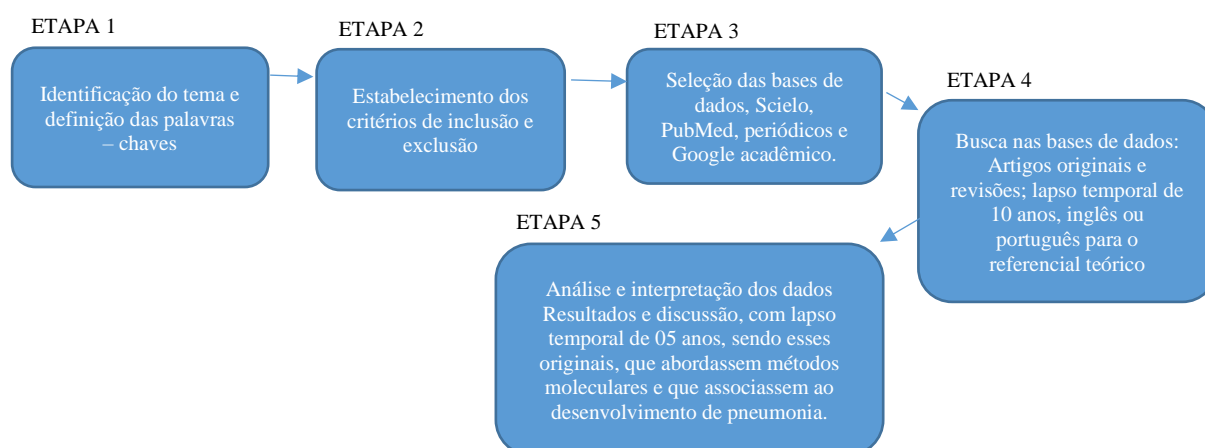 ETAPA 1
Identificação do tema e
definição das palavras
– chaves
ETAPA 2
Estabelecimento dos
critérios de inclusão e
exclusão
ETAPA 3
Seleção das bases de
dados, Scielo,
PubMed, periódicos e
Google acadêmico.
ETAPA 4
Busca nas bases de dados:
Artigos originais e
revisões; lapso temporal de
10 anos, inglês ou
português para o
referencial teórico
ETAPA 5
Análise e interpretação dos dados
Resultados e discussão, com lapso
temporal de 05 anos, sendo esses
originais, que abordassem métodos
moleculares e que associassem ao
desenvolvimento de pneumonia.